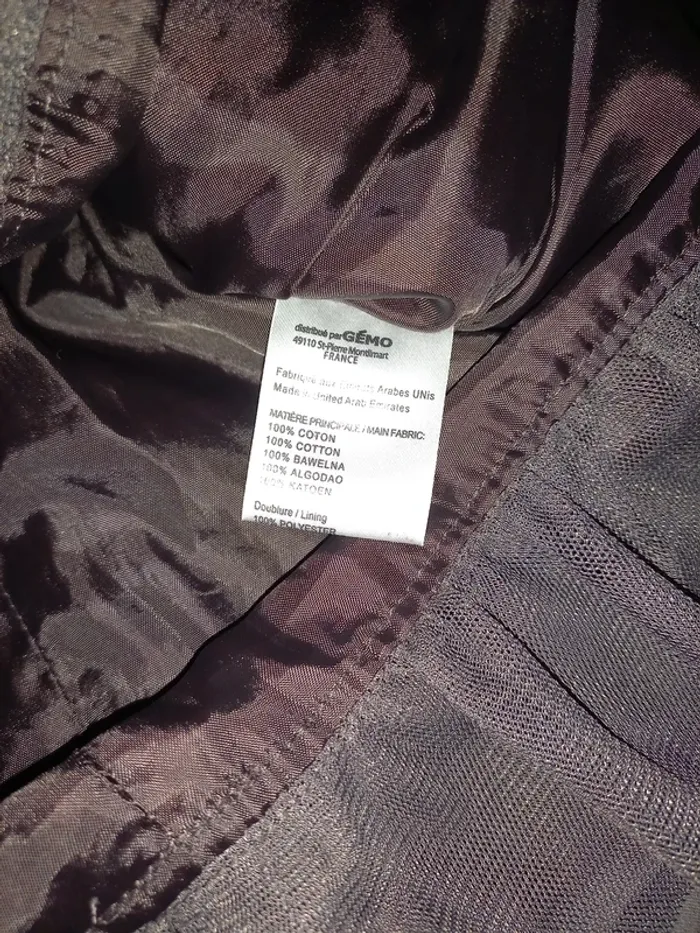 distribué par GÉMO
49110 St-Pierre Montlimart
FRANCE
Fabriqué aux Emirats Arabes UNis
Made in United Arab Emirates
MATIÈRE PRINCIPALE / MAIN FABRIC:
100% COTON
100% COTTON
100% BAWELNA
100% ALGODAO
100% KATOEN
Doublure / Lining
100% POLYESTER